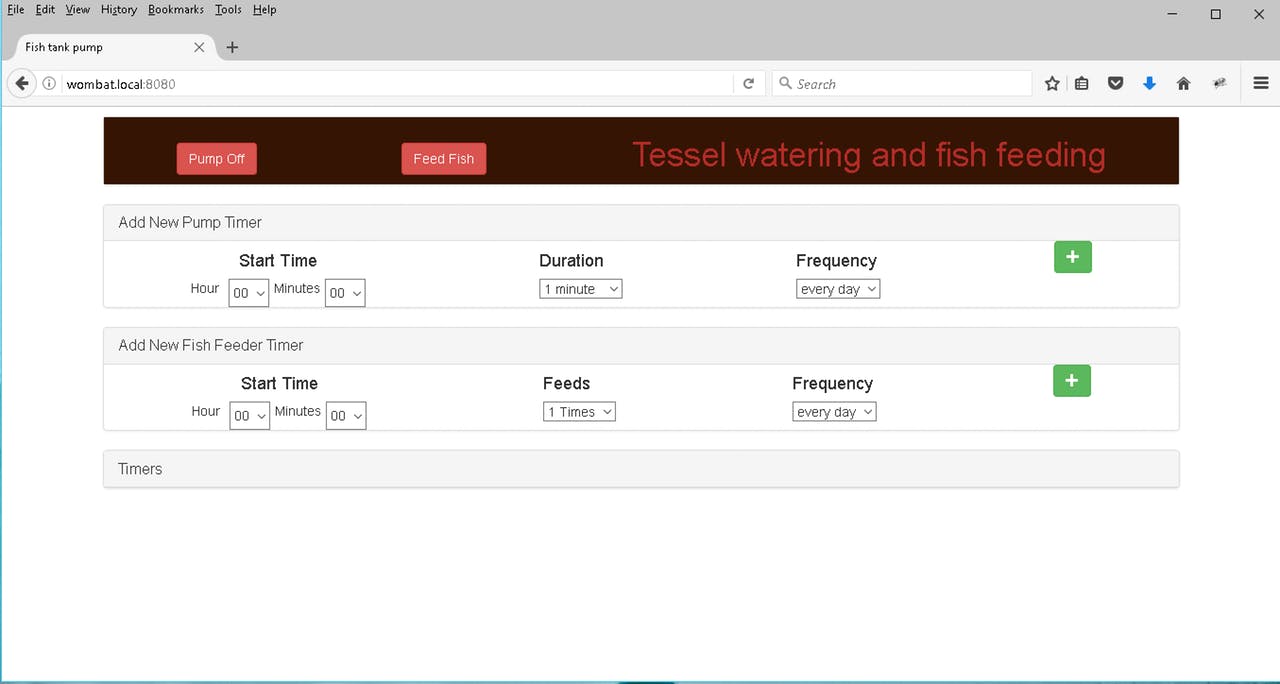 File Edit View History Bookmarks Tools Help
Fish tank pump
wombat.local:8080
Search
Pump Off Feed Fish Tessel watering and fish feeding
Add New Pump Timer
Start Time Duration Frequency
Hour 00 Minutes 00 1 minute every day
Add New Fish Feeder Timer
Start Time Feeds Frequency
Hour 00 Minutes 00 1 Times every day
Timers